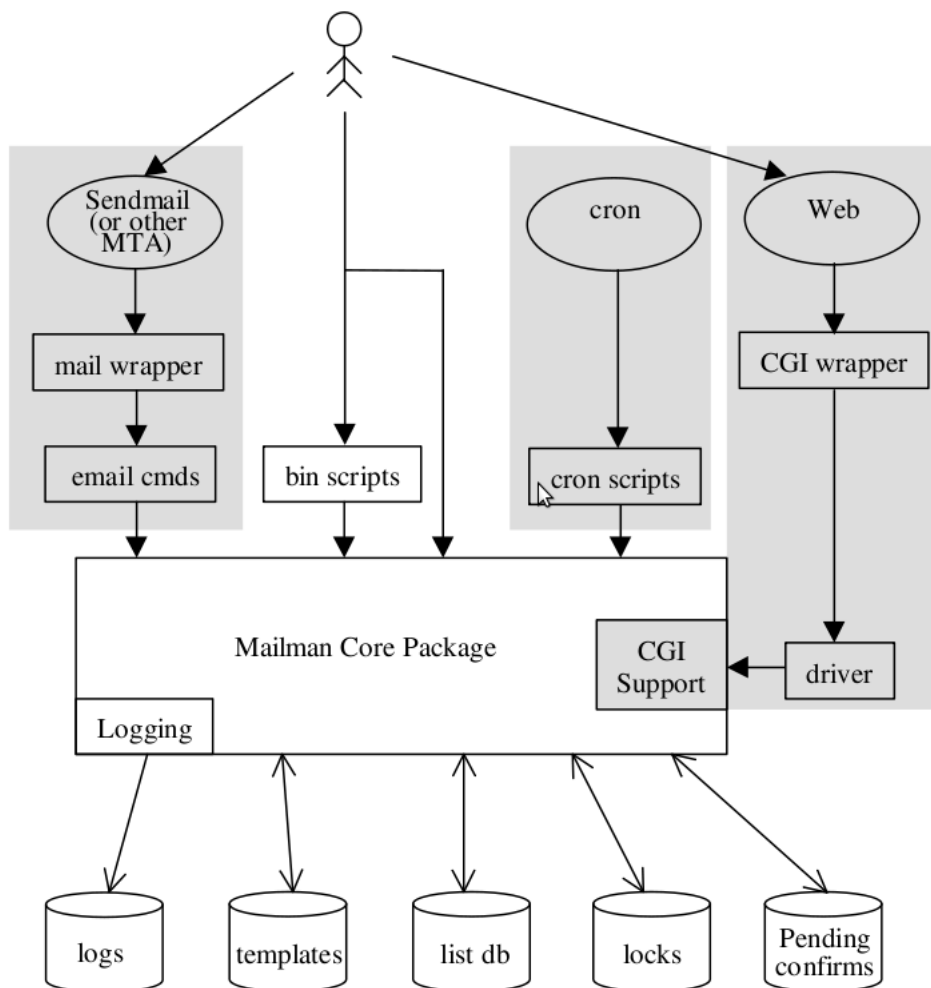 Sendmail
(or other
MTA)
cron
Web
mail wrapper
CGI wrapper
email cmds
bin scripts
cron scripts
Mailman Core Package
CGI
Support
driver
Logging
logs
templates
list db
locks
Pending
confirms